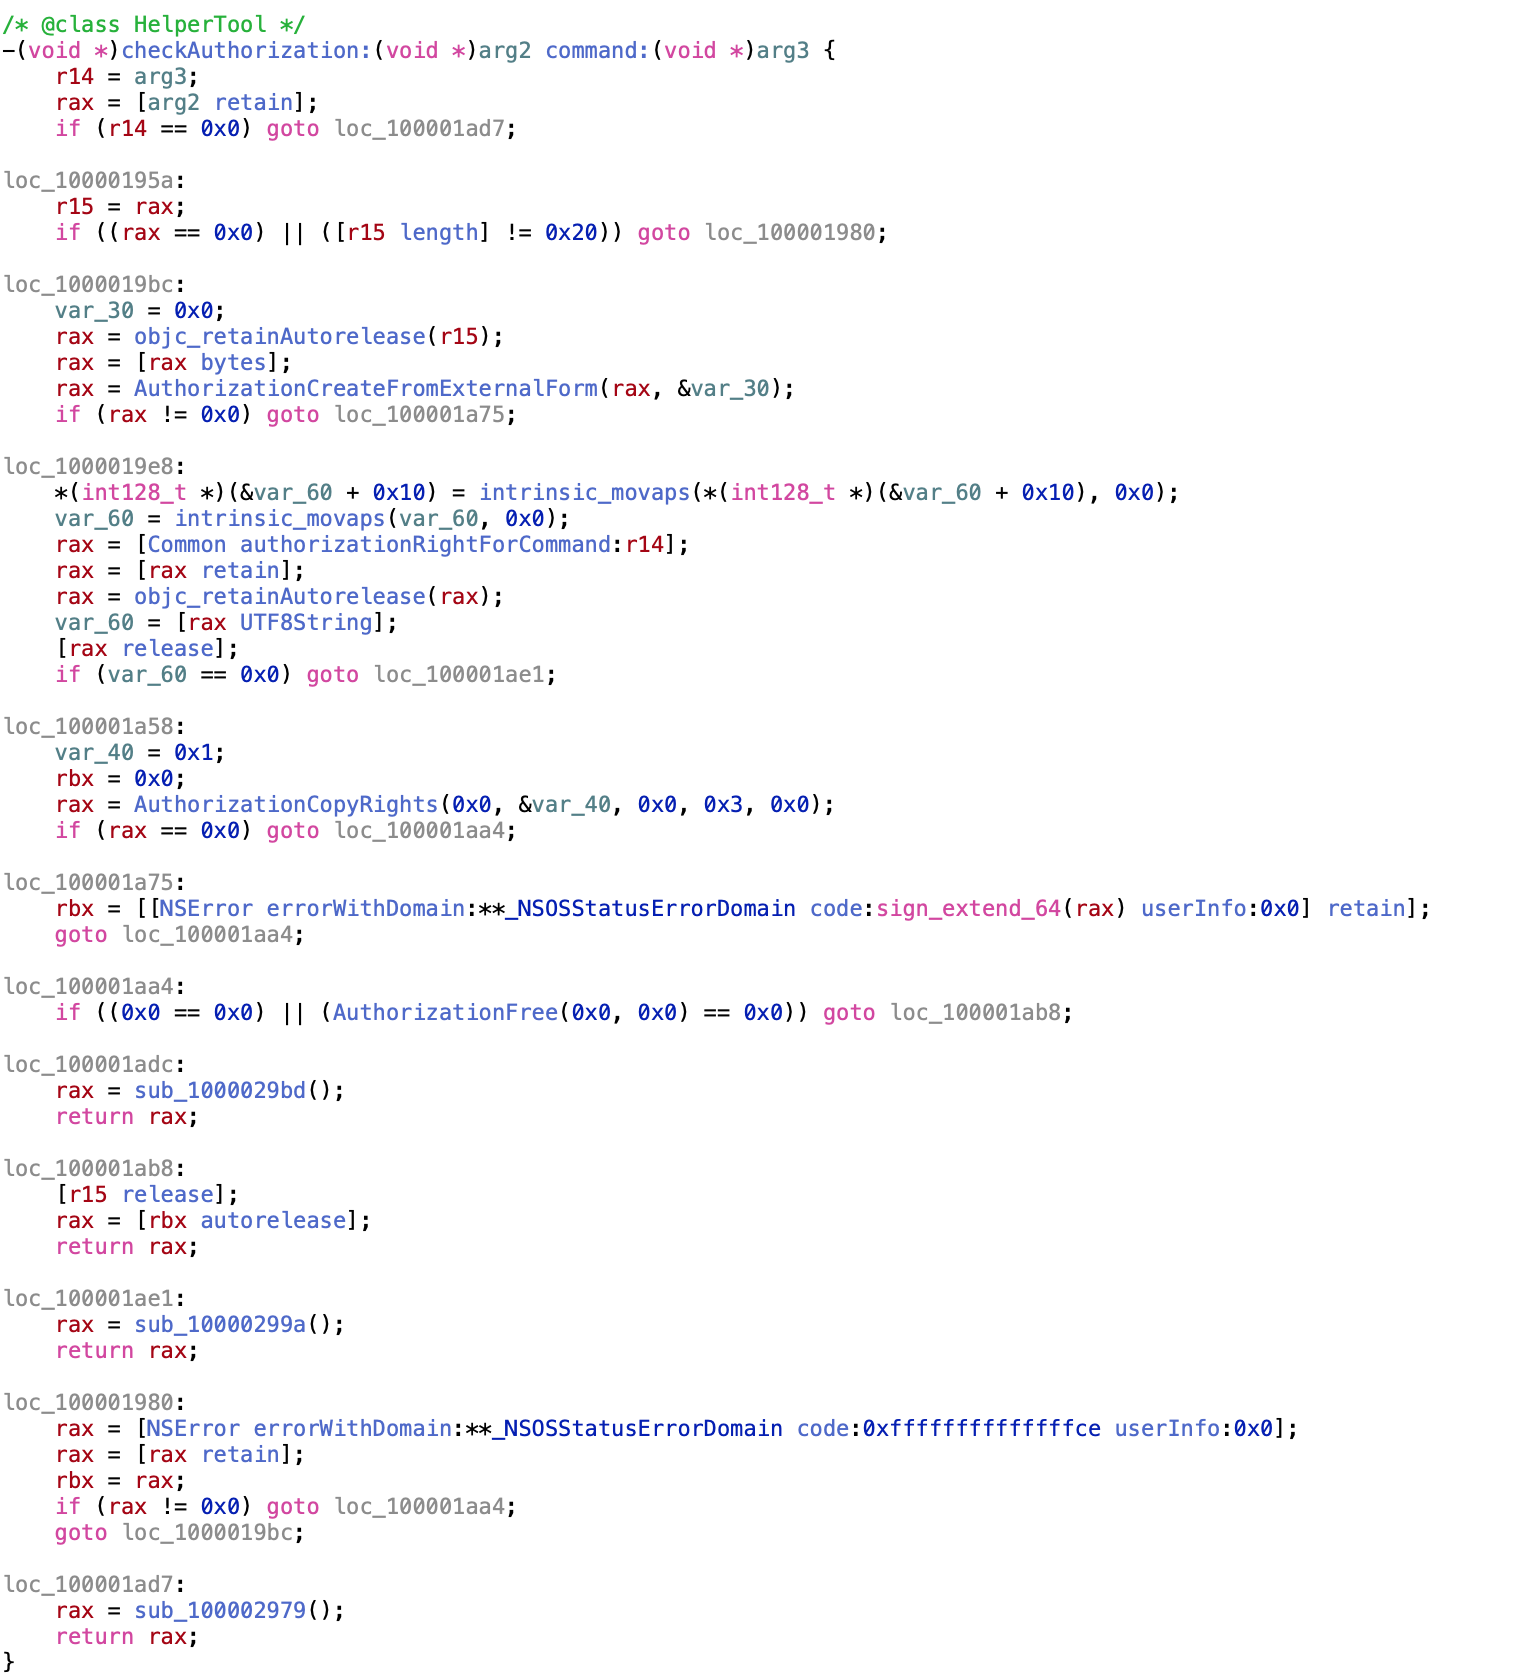 /* @class HelperTool */
-(void *)checkAuthorization:(void *)arg2 command:(void *)arg3 {
    r14 = arg3;
    rax = [arg2 retain];
    if (r14 == 0x0) goto loc_100001ad7;

loc_10000195a:
    r15 = rax;
    if ((rax == 0x0) || ([r15 length] != 0x20)) goto loc_100001980;

loc_1000019bc:
    var_30 = 0x0;
    rax = objc_retainAutorelease(r15);
    rax = [rax bytes];
    rax = AuthorizationCreateFromExternalForm(rax, &var_30);
    if (rax != 0x0) goto loc_100001a75;

loc_1000019e8:
    *(int128_t *)(&var_60 + 0x10) = intrinsic_movaps(*(int128_t *)(&var_60 + 0x10), 0x0);
    var_60 = intrinsic_movaps(var_60, 0x0);
    rax = [Common authorizationRightForCommand:r14];
    rax = [rax retain];
    rax = objc_retainAutorelease(rax);
    var_60 = [rax UTF8String];
    [rax release];
    if (var_60 == 0x0) goto loc_100001ae1;

loc_100001a58:
    var_40 = 0x1;
    rbx = 0x0;
    rax = AuthorizationCopyRights(0x0, &var_40, 0x0, 0x3, 0x0);
    if (rax == 0x0) goto loc_100001aa4;

loc_100001a75:
    rbx = [[NSError errorWithDomain:**_NSOSStatusErrorDomain code:sign_extend_64(rax) userInfo:0x0] retain];
    goto loc_100001aa4;

loc_100001aa4:
    if ((0x0 == 0x0) || (AuthorizationFree(0x0, 0x0) == 0x0)) goto loc_100001ab8;

loc_100001adc:
    rax = sub_1000029bd();
    return rax;

loc_100001ab8:
    [r15 release];
    rax = [rbx autorelease];
    return rax;

loc_100001ae1:
    rax = sub_10000299a();
    return rax;

loc_100001980:
    rax = [NSError errorWithDomain:**_NSOSStatusErrorDomain code:0xffffffffffffffce userInfo:0x0];
    rax = [rax retain];
    rbx = rax;
    if (rax != 0x0) goto loc_100001aa4;
    goto loc_1000019bc;

loc_100001ad7:
    rax = sub_100002979();
    return rax;
}